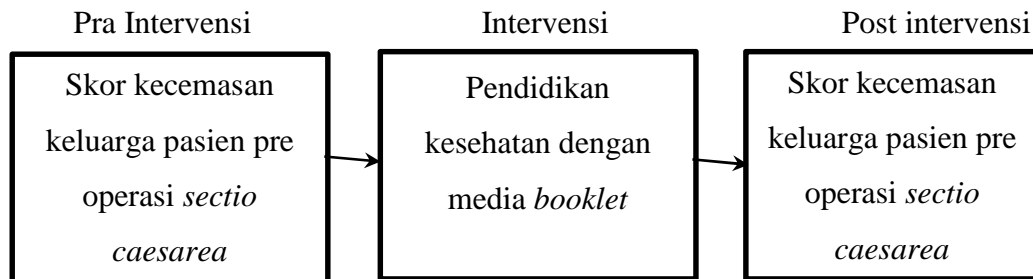 Pra Intervensi
Intervensi
Post intervensi
Skor kecemasan
keluarga pasien pre
operasi sectio
caesarea
Pendidikan
kesehatan dengan
media booklet
Skor kecemasan
keluarga pasien pre
operasi sectio
caesarea